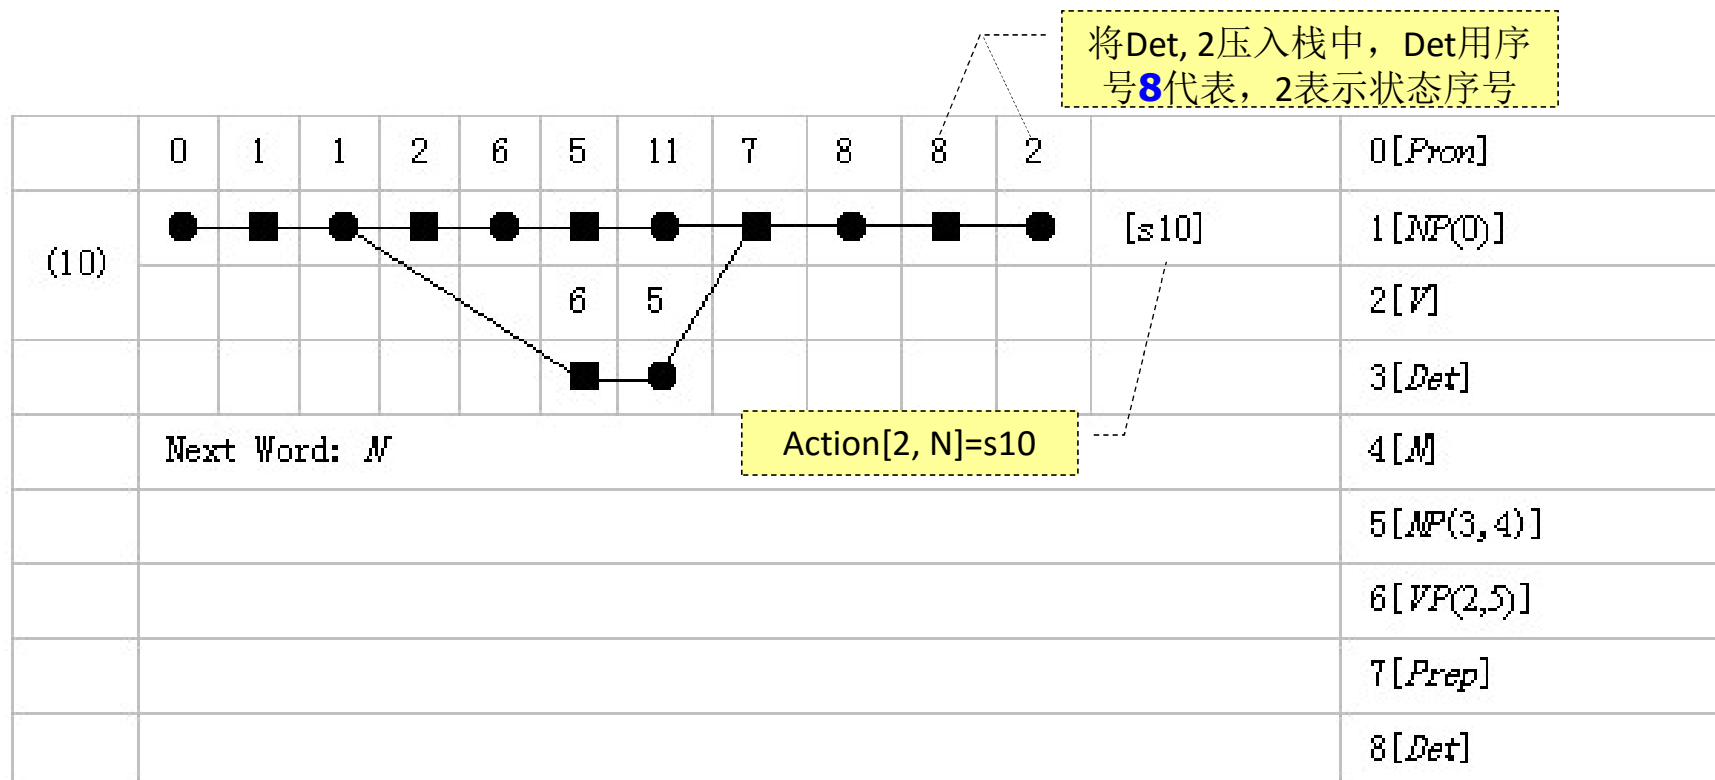 将Det, 2压入栈中，Det用序
号8代表，2表示状态序号
0 1 1 2 6 5 11 7 8 8 2 0[Pron]
(10) [s10] 1[NP(0)]
6 5 2[V]
3[Det]
Next Word: N Action[2, N]=s10 4[N]
5[NP(3,4)]
6[VP(2,5)]
7[Prep]
8[Det]